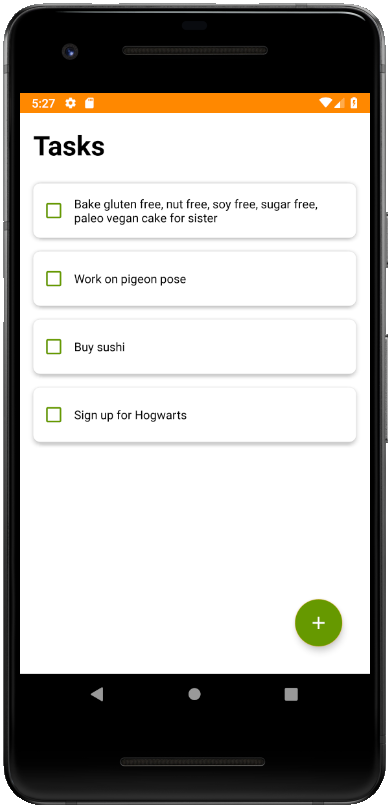 5:27
Tasks
Bake gluten free, nut free, soy free, sugar free,
paleo vegan cake for sister
Work on pigeon pose
Buy sushi
Sign up for Hogwarts
+